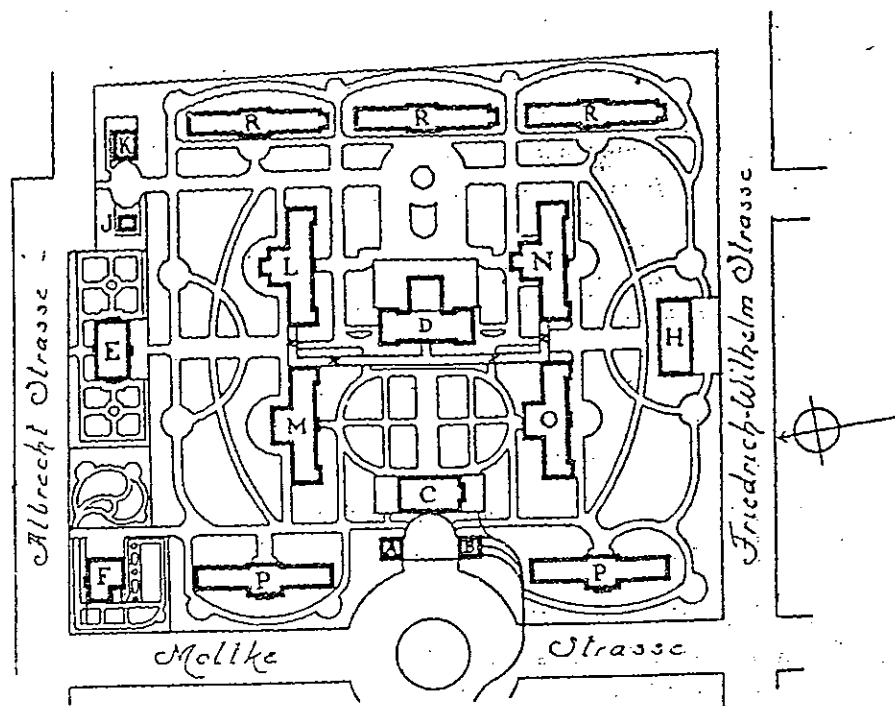 R R R
K
J
L N
D
E H
M O
C
A B
F P P
Albrecht Strasse
Friedrich-Wilhelm Strasse
Moltke Strasse